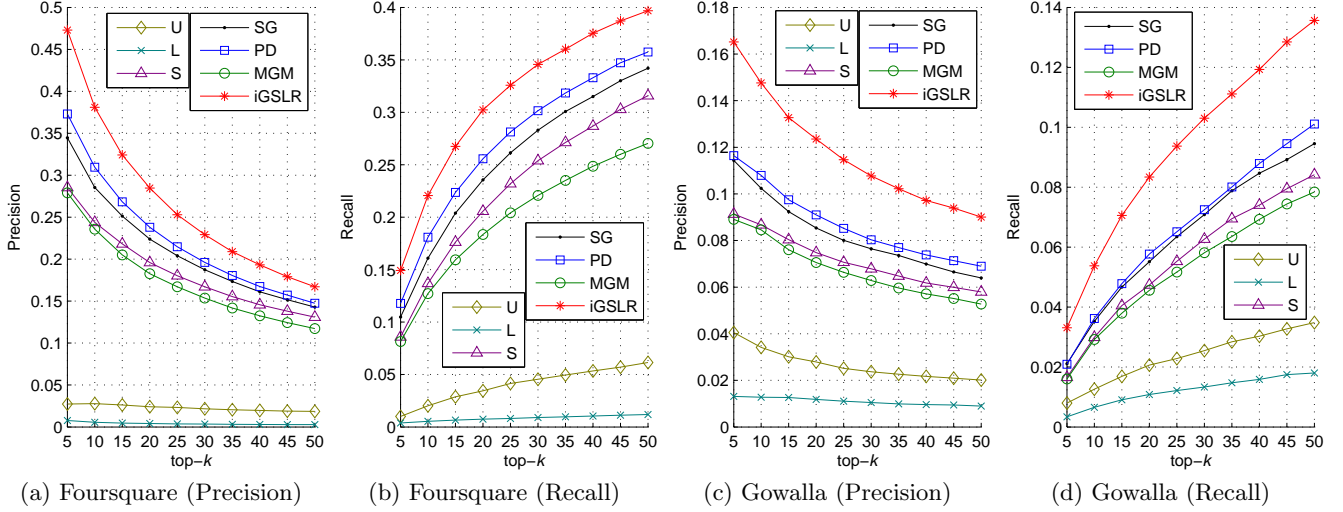 0.5
0.45
0.4
0.35
0.3
0.25
0.2
0.15
0.1
0.05
0
Precision
5 10 15 20 25 30 35 40 45 50
top-k
U
L
S
SG
PD
MGM
iGSLR
(a) Foursquare (Precision)
0.4
0.35
0.3
0.25
0.2
0.15
0.1
0.05
0
Recall
5 10 15 20 25 30 35 40 45 50
top-k
U
L
S
SG
PD
MGM
iGSLR
(b) Foursquare (Recall)
0.18
0.16
0.14
0.12
0.1
0.08
0.06
0.04
0.02
0
Precision
5 10 15 20 25 30 35 40 45 50
top-k
U
L
S
SG
PD
MGM
iGSLR
(c) Gowalla (Precision)
0.14
0.12
0.1
0.08
0.06
0.04
0.02
0
Recall
5 10 15 20 25 30 35 40 45 50
top-k
SG
PD
MGM
iGSLR
U
L
S
(d) Gowalla (Recall)